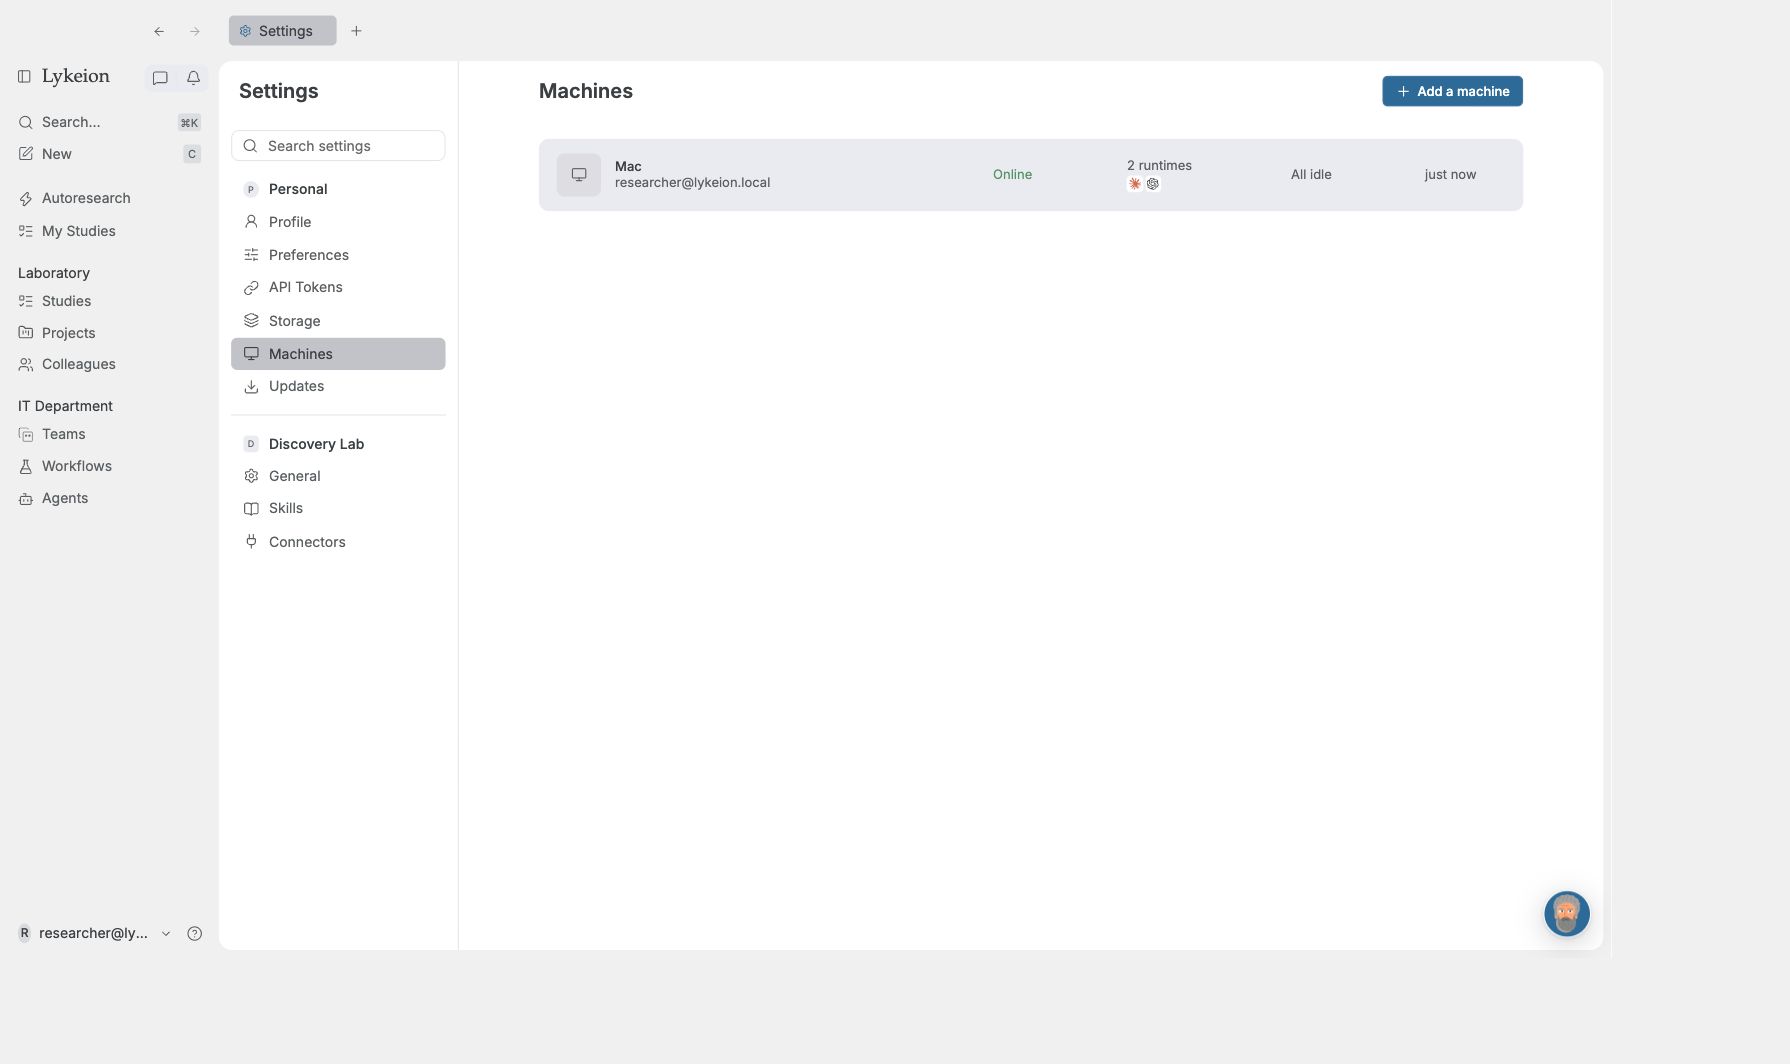 Settings
Lykeion
Search...
⌘K
New
C
Autoresearch
My Studies
Laboratory
Studies
Projects
Colleagues
IT Department
Teams
Workflows
Agents
R
researcher@ly...
Settings
Search settings
P
Personal
Profile
Preferences
API Tokens
Storage
Machines
Updates
D
Discovery Lab
General
Skills
Connectors
Machines
Add a machine
Mac
researcher@lykeion.local
Online
2 runtimes
All idle
just now